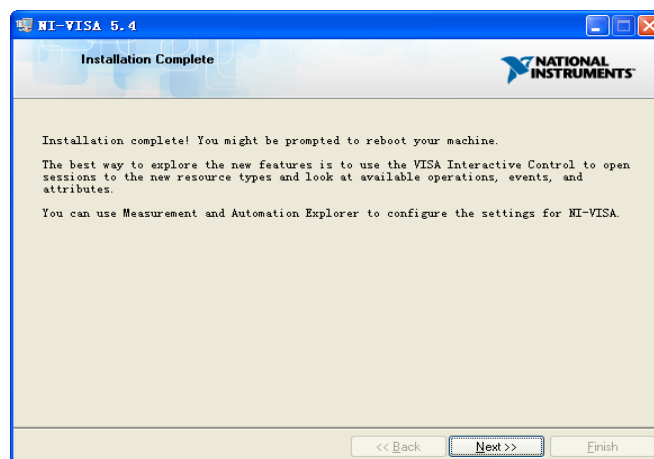 NI-VISA 5.4
Installation Complete
NATIONAL
INSTRUMENTS™
Installation complete! You might be prompted to reboot your machine.
The best way to explore the new features is to use the VISA Interactive Control to open
sessions to the new resource types and look at available operations, events, and
attributes.
You can use Measurement and Automation Explorer to configure the settings for NI-VISA.
<< Back
Next >>
Finish